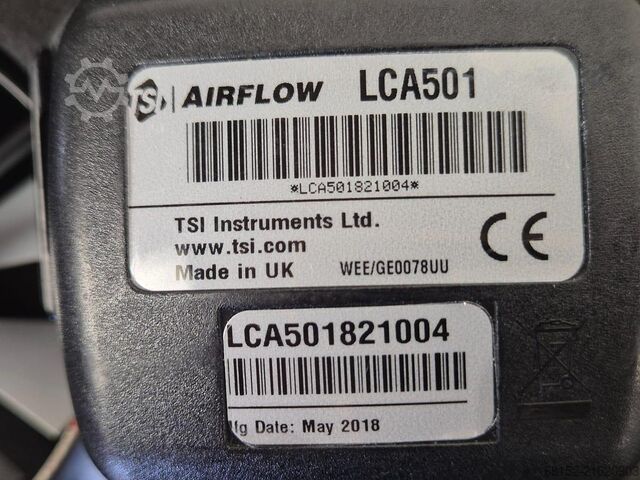 TSI AIRFLOW LCA501
*LCA501821004*
TSI Instruments Ltd.
www.tsi.com
Made in UK WEE/GE0078UU
CE
LCA501821004
fg Date: May 2018